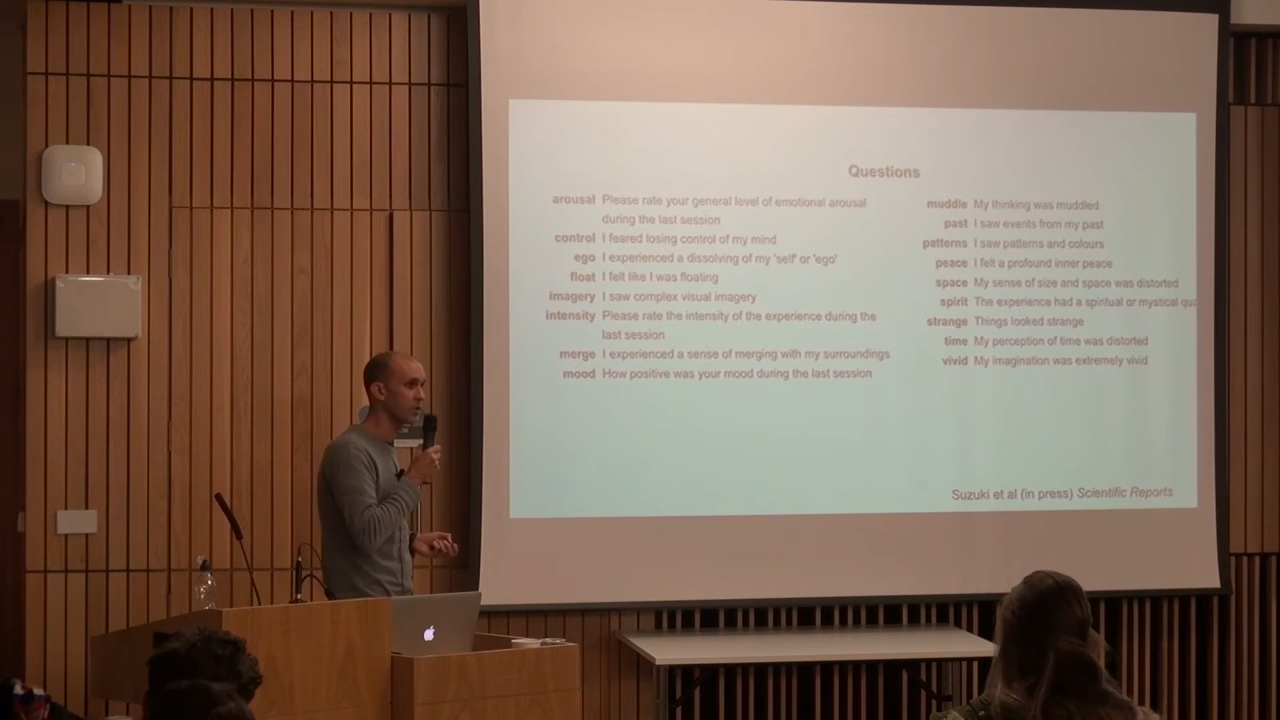 Questions
arousal Please rate your general level of emotional arousal
during the last session
control I feared losing control of my mind
ego I experienced a dissolving of my 'self' or 'ego'
float I felt like I was floating
imagery I saw complex visual imagery
intensity Please rate the intensity of the experience during the
last session
merge I experienced a sense of merging with my surroundings
mood How positive was your mood during the last session
muddle My thinking was muddled
past I saw events from my past
patterns I saw patterns and colours
peace I felt a profound inner peace
space My sense of size and space was distorted
spirit The experience had a spiritual or mystical qua
strange Things looked strange
time My perception of time was distorted
vivid My imagination was extremely vivid
Suzuki et al (in press) Scientific Reports